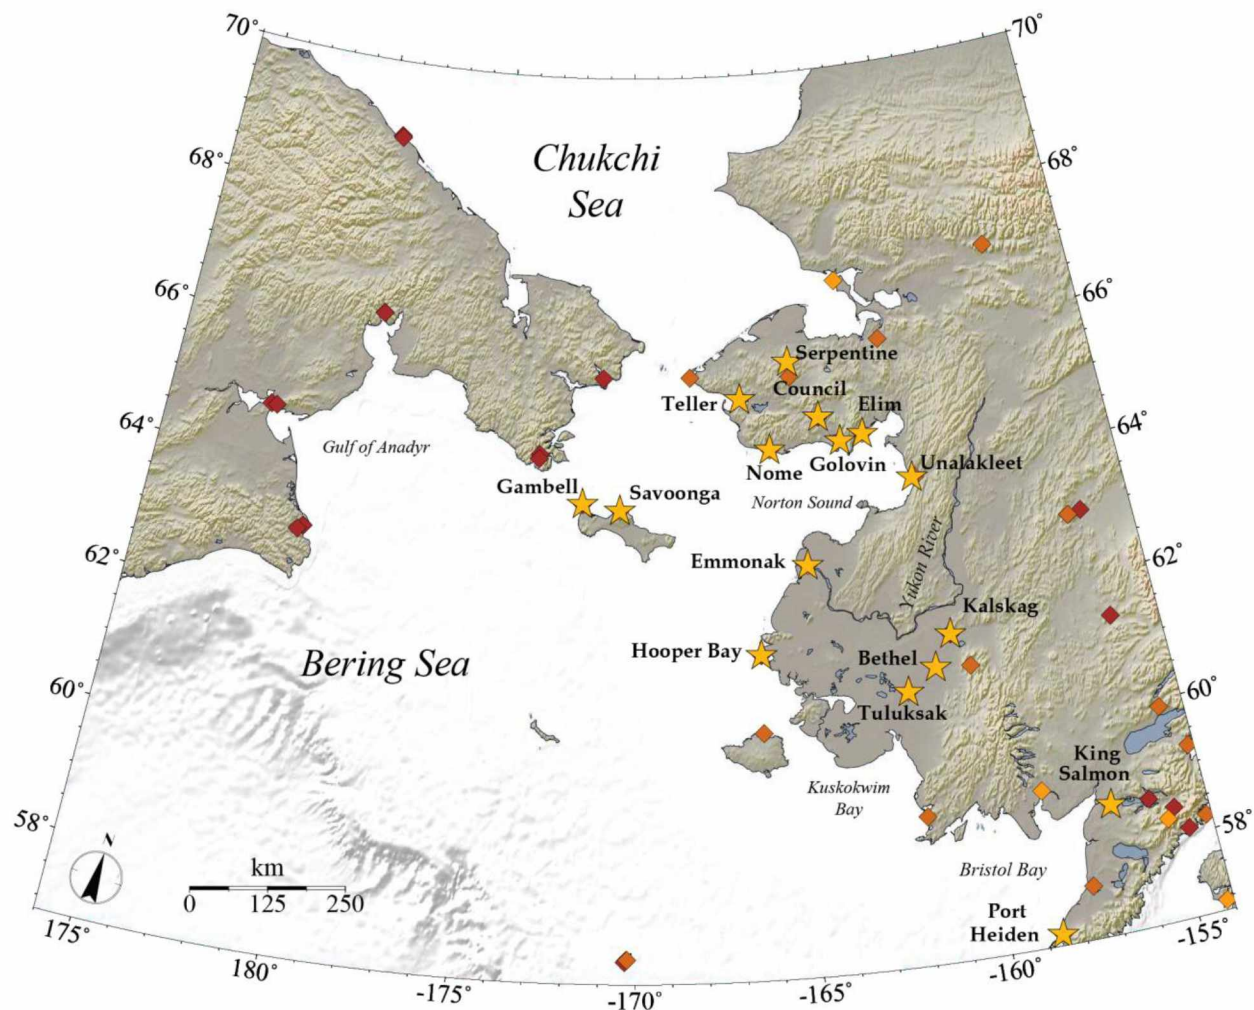 70°
70°
Chukchi
Sea
68°
68°
66°
66°
Serpentine
Council
Teller
Elim
64°
64°
Gulf of Anadyr
Nome
Golovin
Unalakleet
Gambell
Savoonga
Norton Sound
62°
62°
Emmonak
Yukon River
Kalskag
Hooper Bay
Bethel
Bering Sea
60°
60°
Tuluksak
King
Salmon
Kuskokwim
Bay
58°
58°
N
km
0 125 250
Bristol Bay
Port
Heiden
175°
180°
-175°
-170°
-165°
-160°
-155°